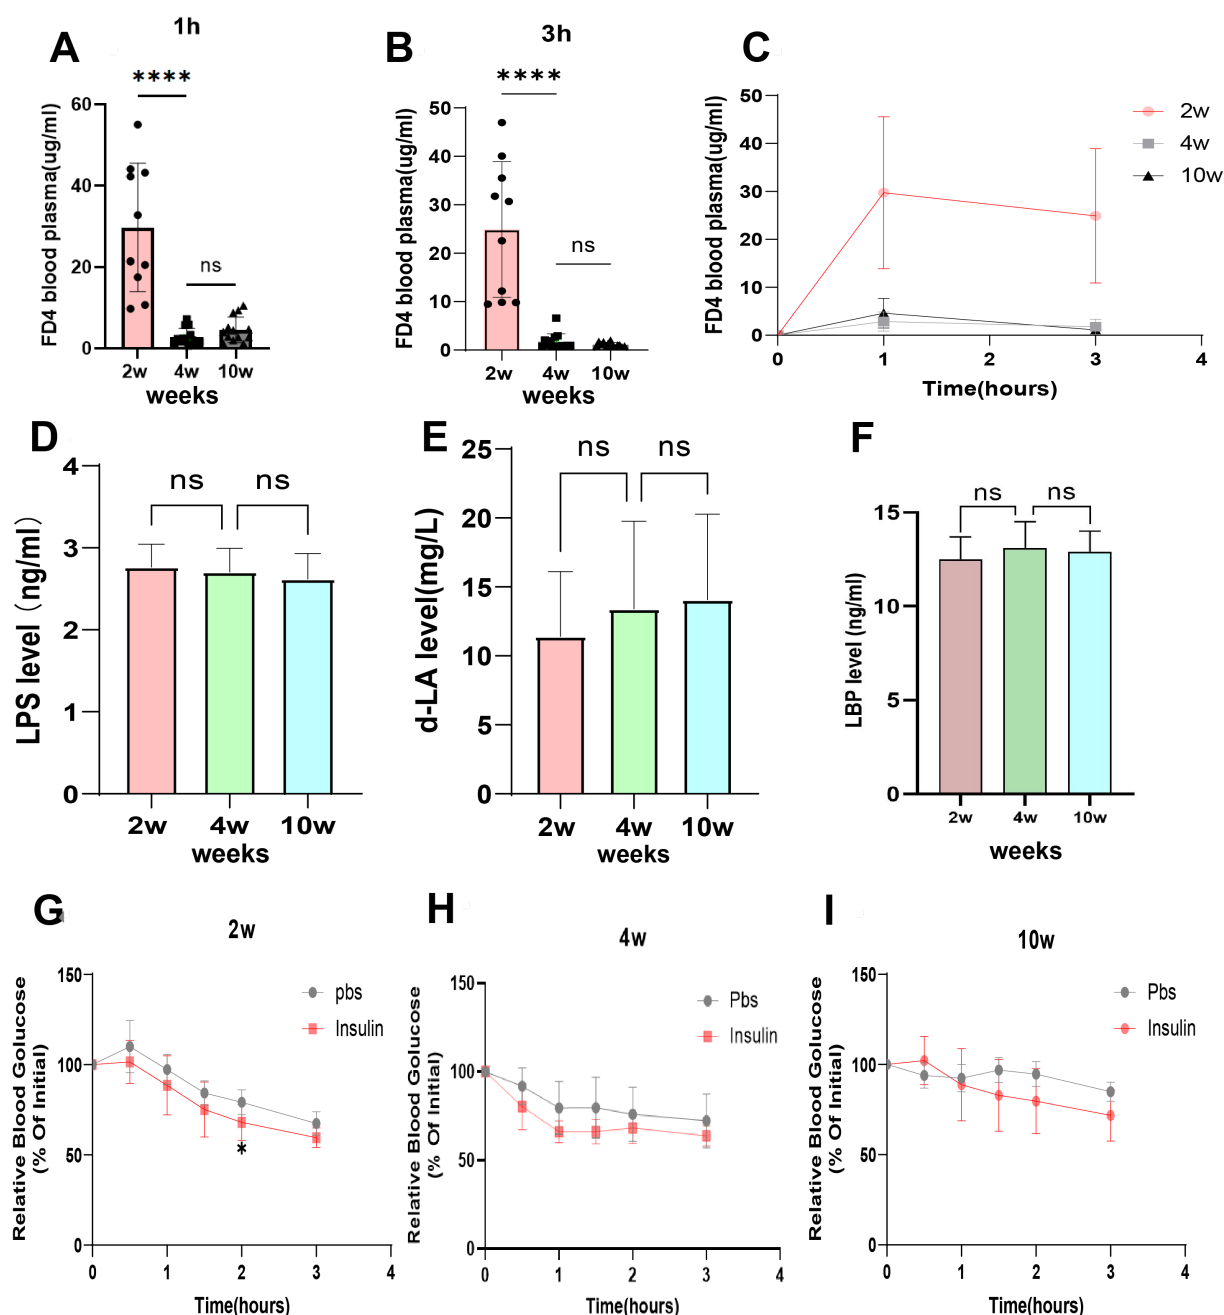 A
1h
****
ns
FD4 blood plasma(ug/ml)
60
40
20
0
2w 4w 10w
weeks
B
3h
****
ns
FD4 blood plasma(ug/ml)
50
40
30
20
10
0
2w 4w 10w
weeks
C
FD4 blood plasma(ug/ml)
50
40
30
20
10
0
0 1 2 3 4
Time(hours)
2w
4w
10w
D
ns ns
LPS level（ng/ml）
4
3
2
1
0
2w 4w 10w
weeks
E
ns ns
d-LA level(mg/L)
25
20
15
10
5
0
2w 4w 10w
weeks
F
ns ns
LBP level (ng/ml)
15
10
5
0
2w 4w 10w
weeks
G
2w
Relative Blood Golucose
(% Of Initial)
150
100
50
0
0 1 2 3 4
Time(hours)
pbs
Insulin
*
H
4w
Relative Blood Golucose
(% Of Initial)
150
100
50
0
0 1 2 3 4
Time(hours)
Pbs
Insulin
I
10w
Relative Blood Golucose
(% Of Initial)
150
100
50
0
0 1 2 3 4
Time(hours)
Pbs
Insulin